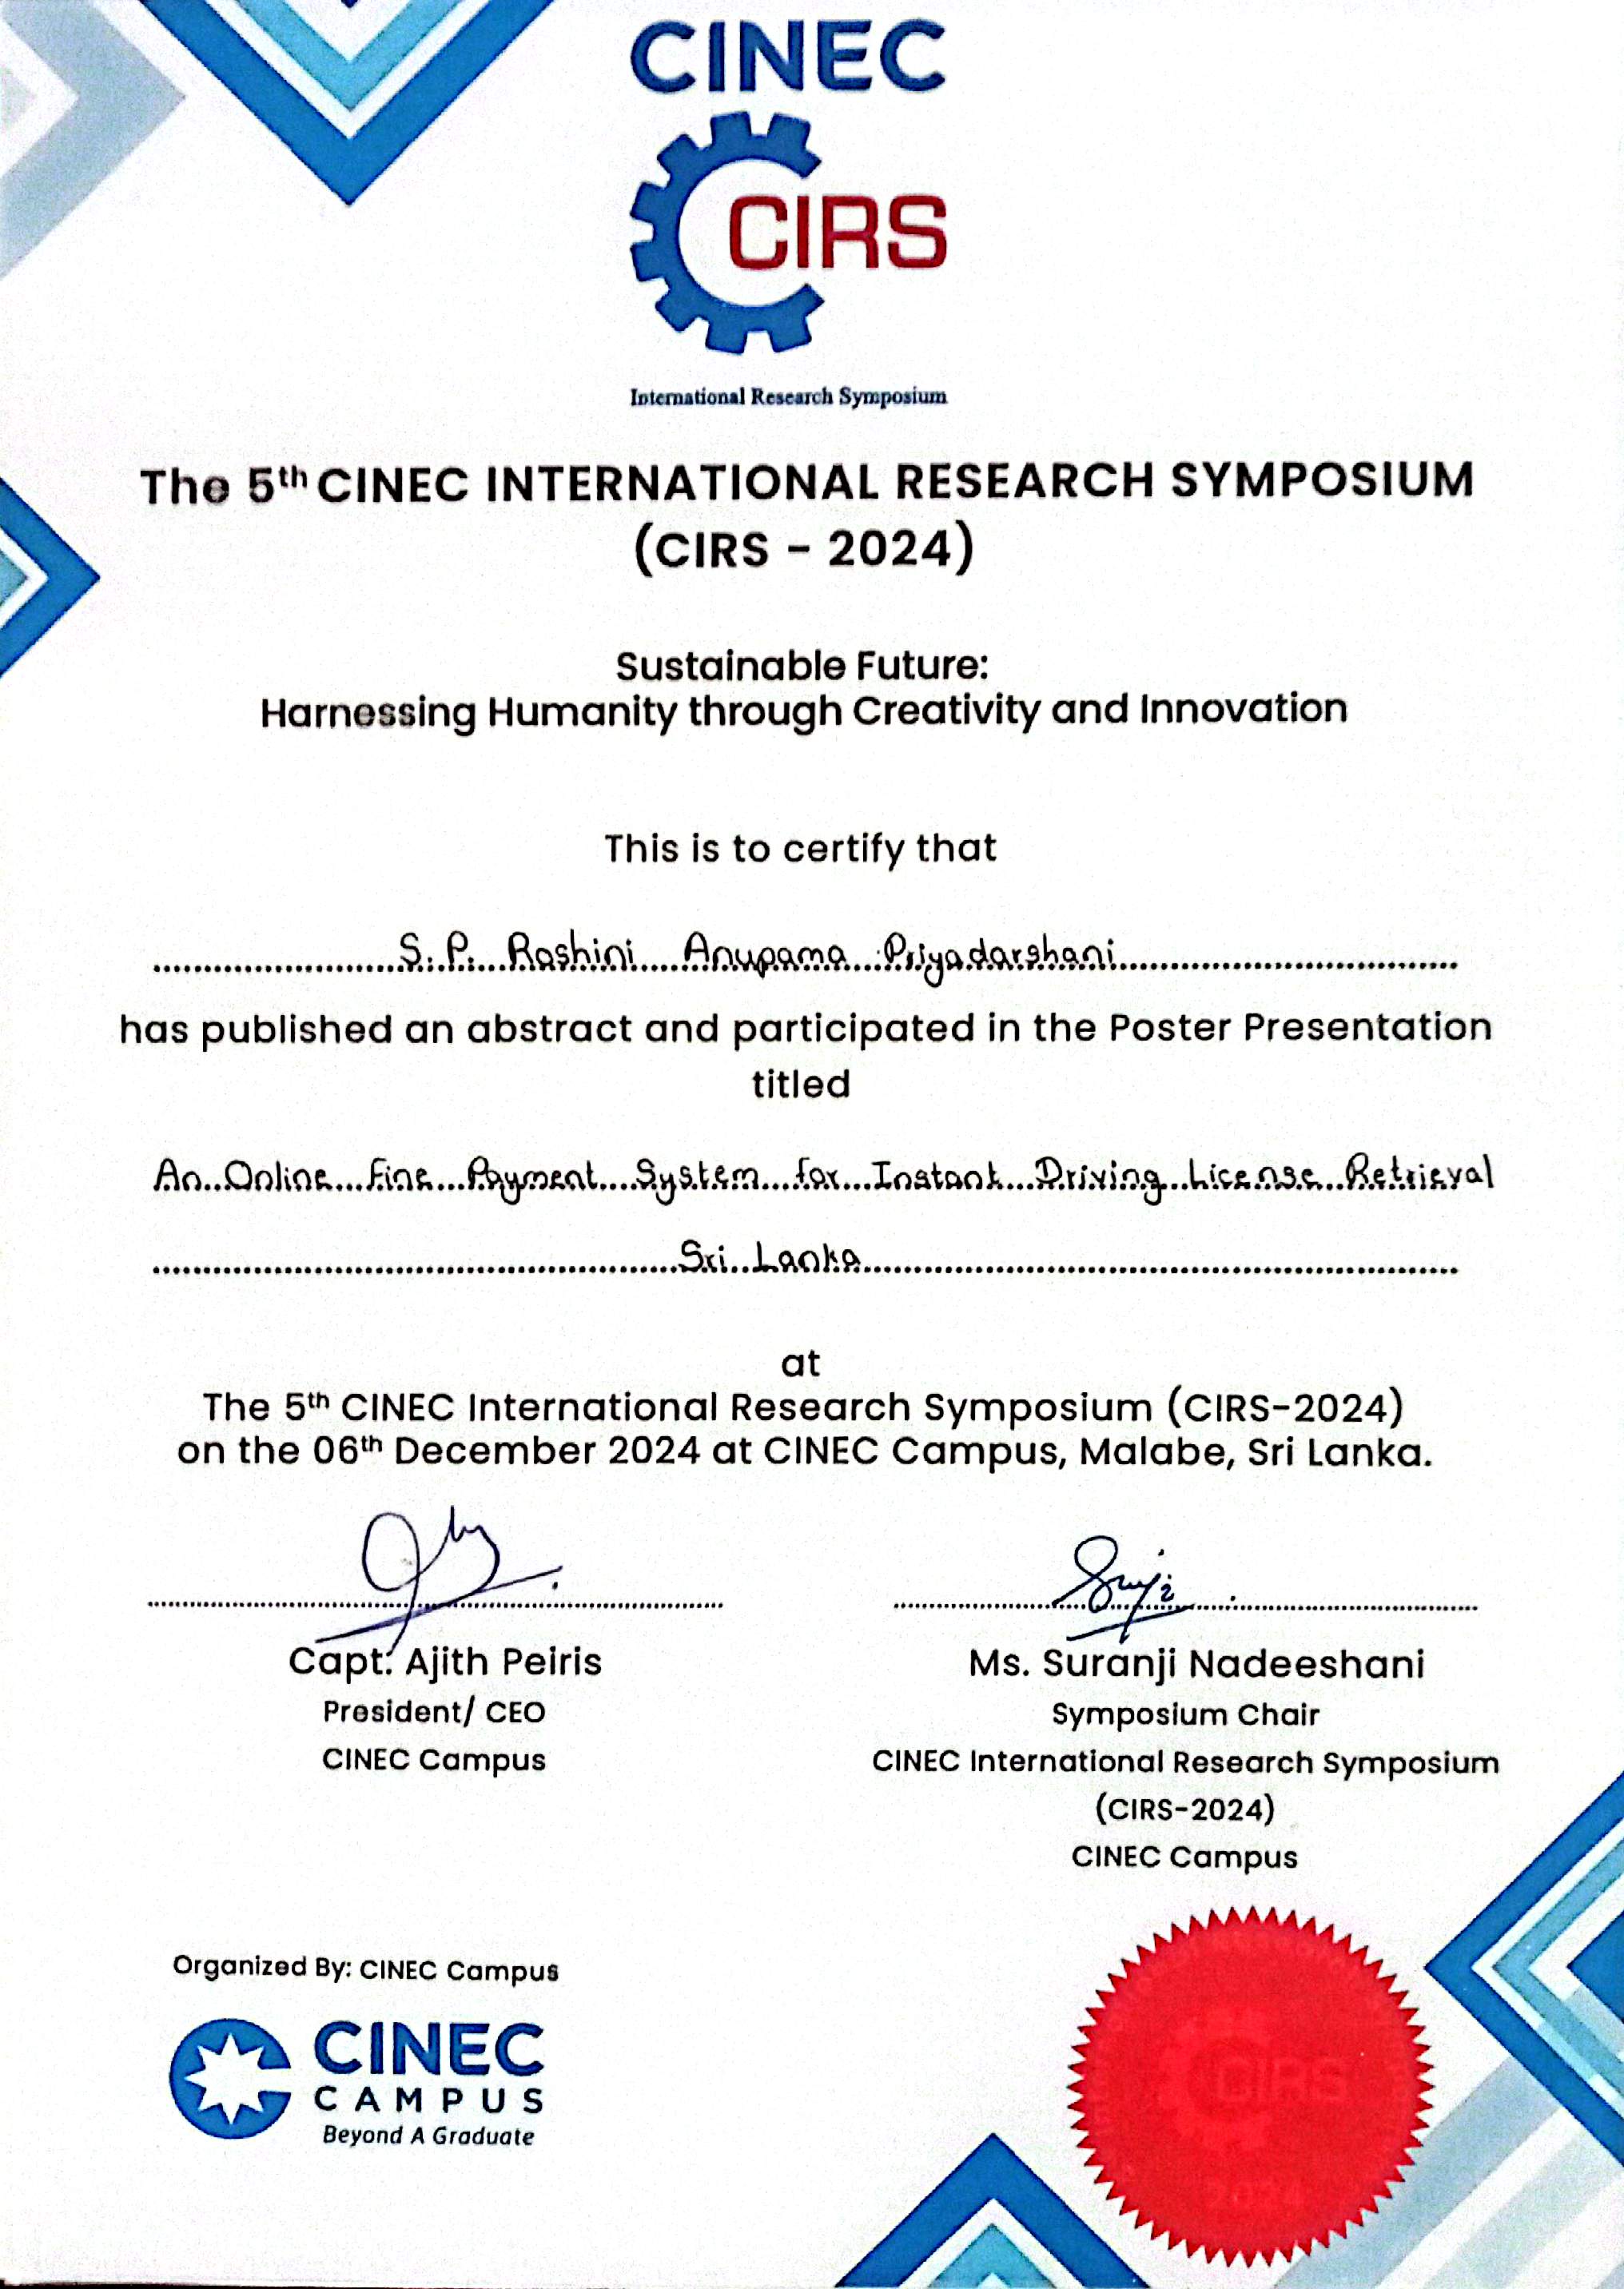 CINEC
CIRS
International Research Symposium
The 5th CINEC INTERNATIONAL RESEARCH SYMPOSIUM
(CIRS - 2024)
Sustainable Future:
Harnessing Humanity through Creativity and Innovation
This is to certify that
S. P. Rashini Anupama Priyadarshani
has published an abstract and participated in the Poster Presentation
titled
An Online Fine Payment System for Instant Driving License Retrieval
Sri Lanka
at
The 5th CINEC International Research Symposium (CIRS-2024)
on the 06th December 2024 at CINEC Campus, Malabe, Sri Lanka.
Capt. Ajith Peiris
President/ CEO
CINEC Campus
Ms. Suranji Nadeeshani
Symposium Chair
CINEC International Research Symposium
(CIRS-2024)
CINEC Campus
Organized By: CINEC Campus
CINEC
CAMPUS
Beyond A Graduate
CIRS
2024